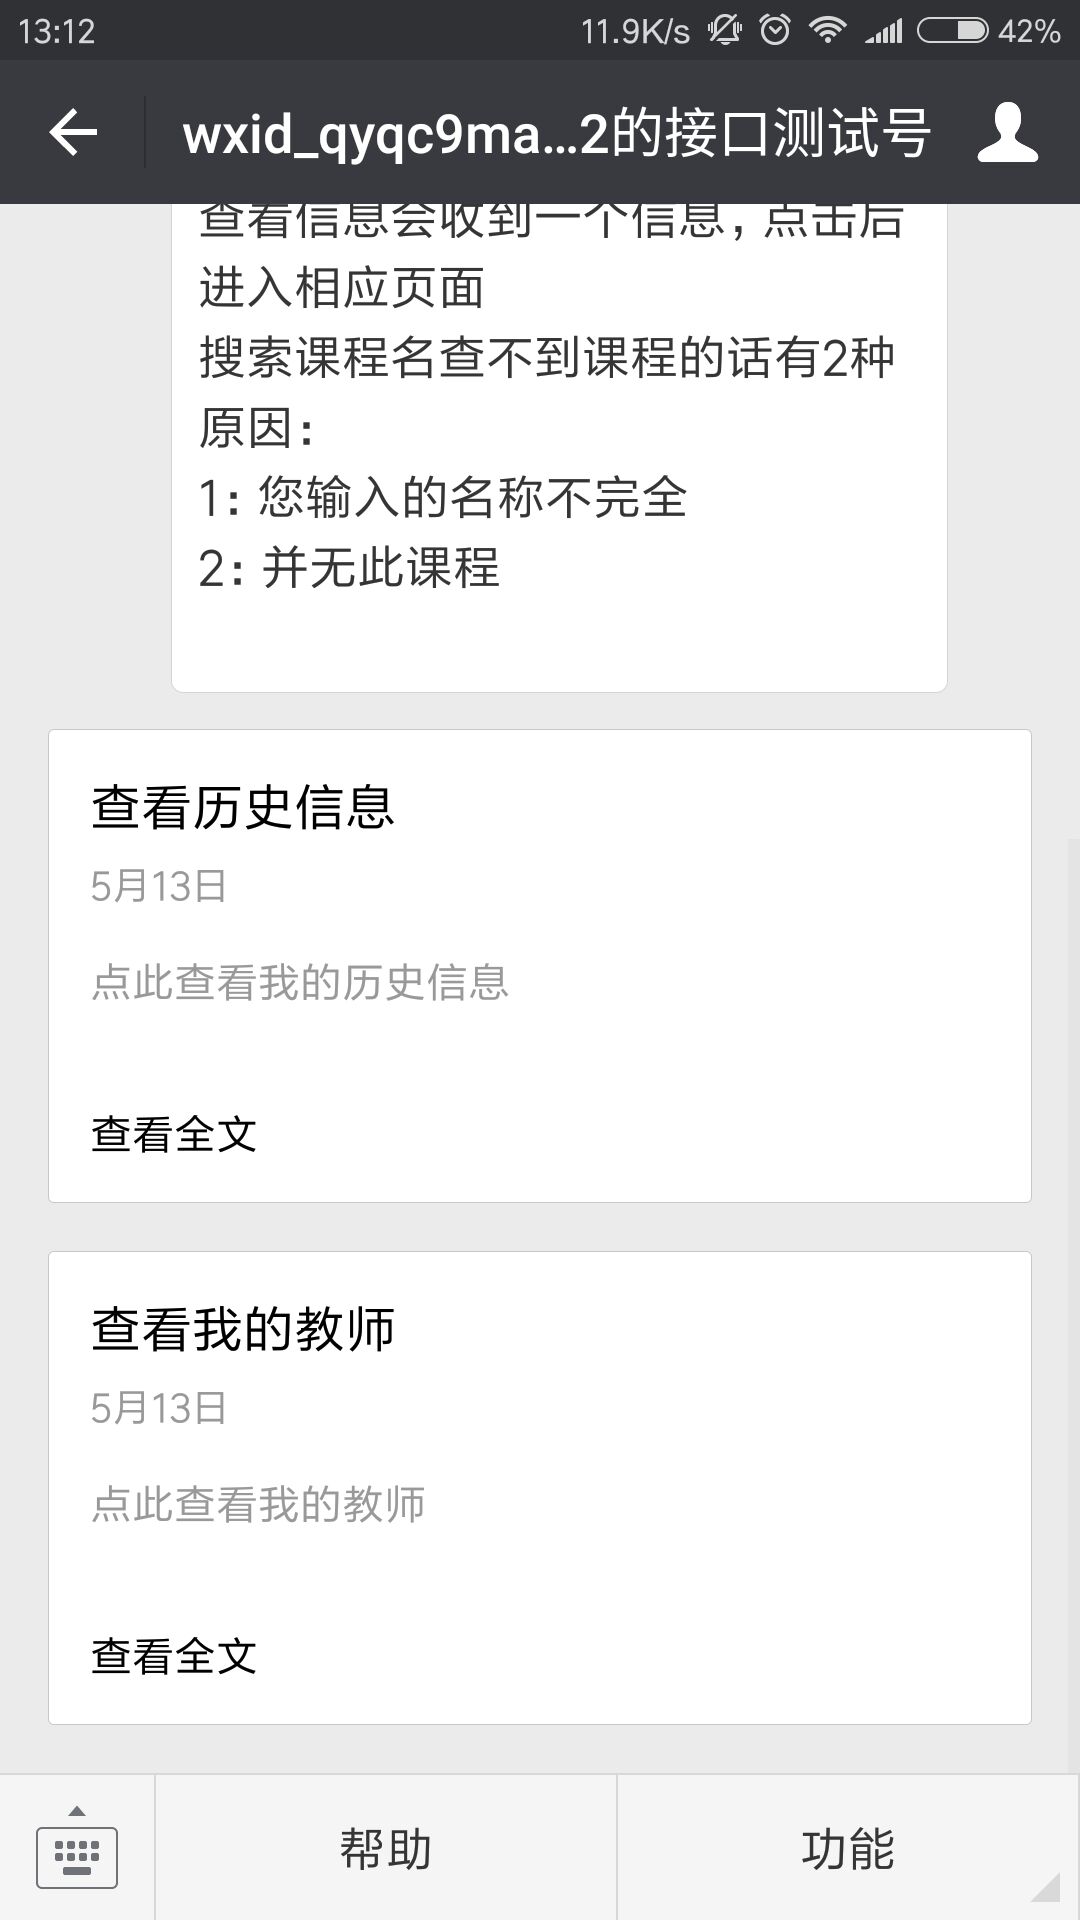 13:12
11.9K/s
42%
wxid_qyqc9ma...2的接口测试号
查看信息会收到一个信息，点击后
进入相应页面
搜索课程名查不到课程的话有2种
原因：
1：您输入的名称不完全
2：并无此课程
查看历史信息
5月13日
点此查看我的历史信息
查看全文
查看我的教师
5月13日
点此查看我的教师
查看全文
帮助
功能